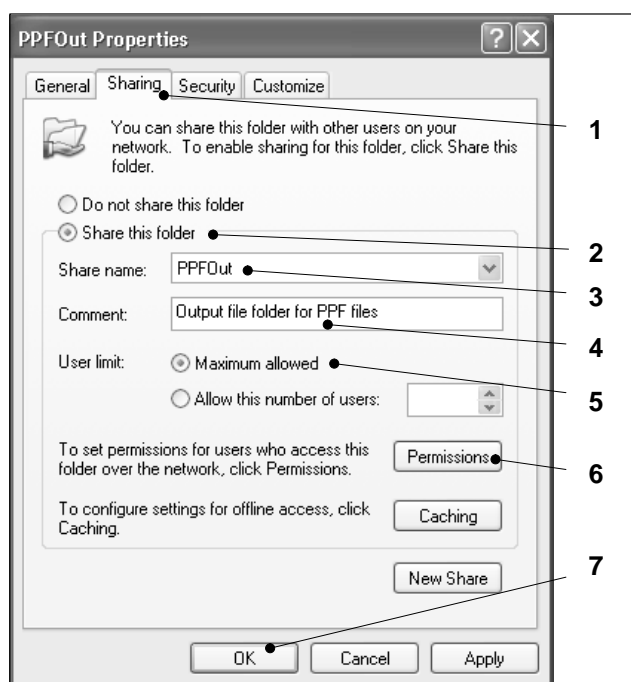 PPFOut Properties
General Sharing Security Customize
1
You can share this folder with other users on your
network. To enable sharing for this folder, click Share this
folder.
Do not share this folder
Share this folder
2
Share name: PPFOut
3
Comment: Output file folder for PPF files
4
User limit: Maximum allowed
5
Allow this number of users:
To set permissions for users who access this
folder over the network, click Permissions.
Permissions
6
To configure settings for offline access, click
Caching.
Caching
7
New Share
OK Cancel Apply